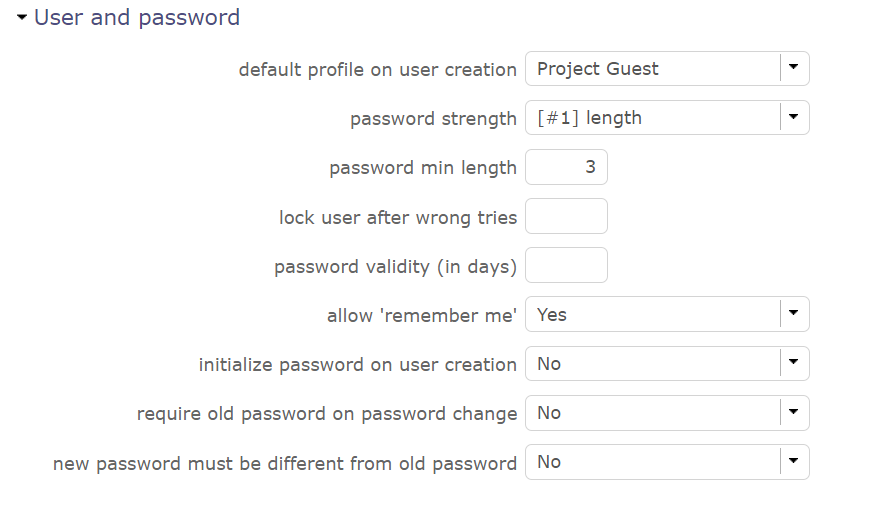 User and password
default profile on user creation Project Guest
password strength [#1] length
password min length 3
lock user after wrong tries
password validity (in days)
allow 'remember me' Yes
initialize password on user creation No
require old password on password change No
new password must be different from old password No